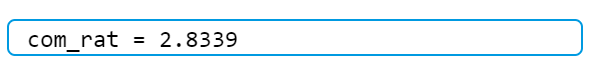 com_rat = 2.8339